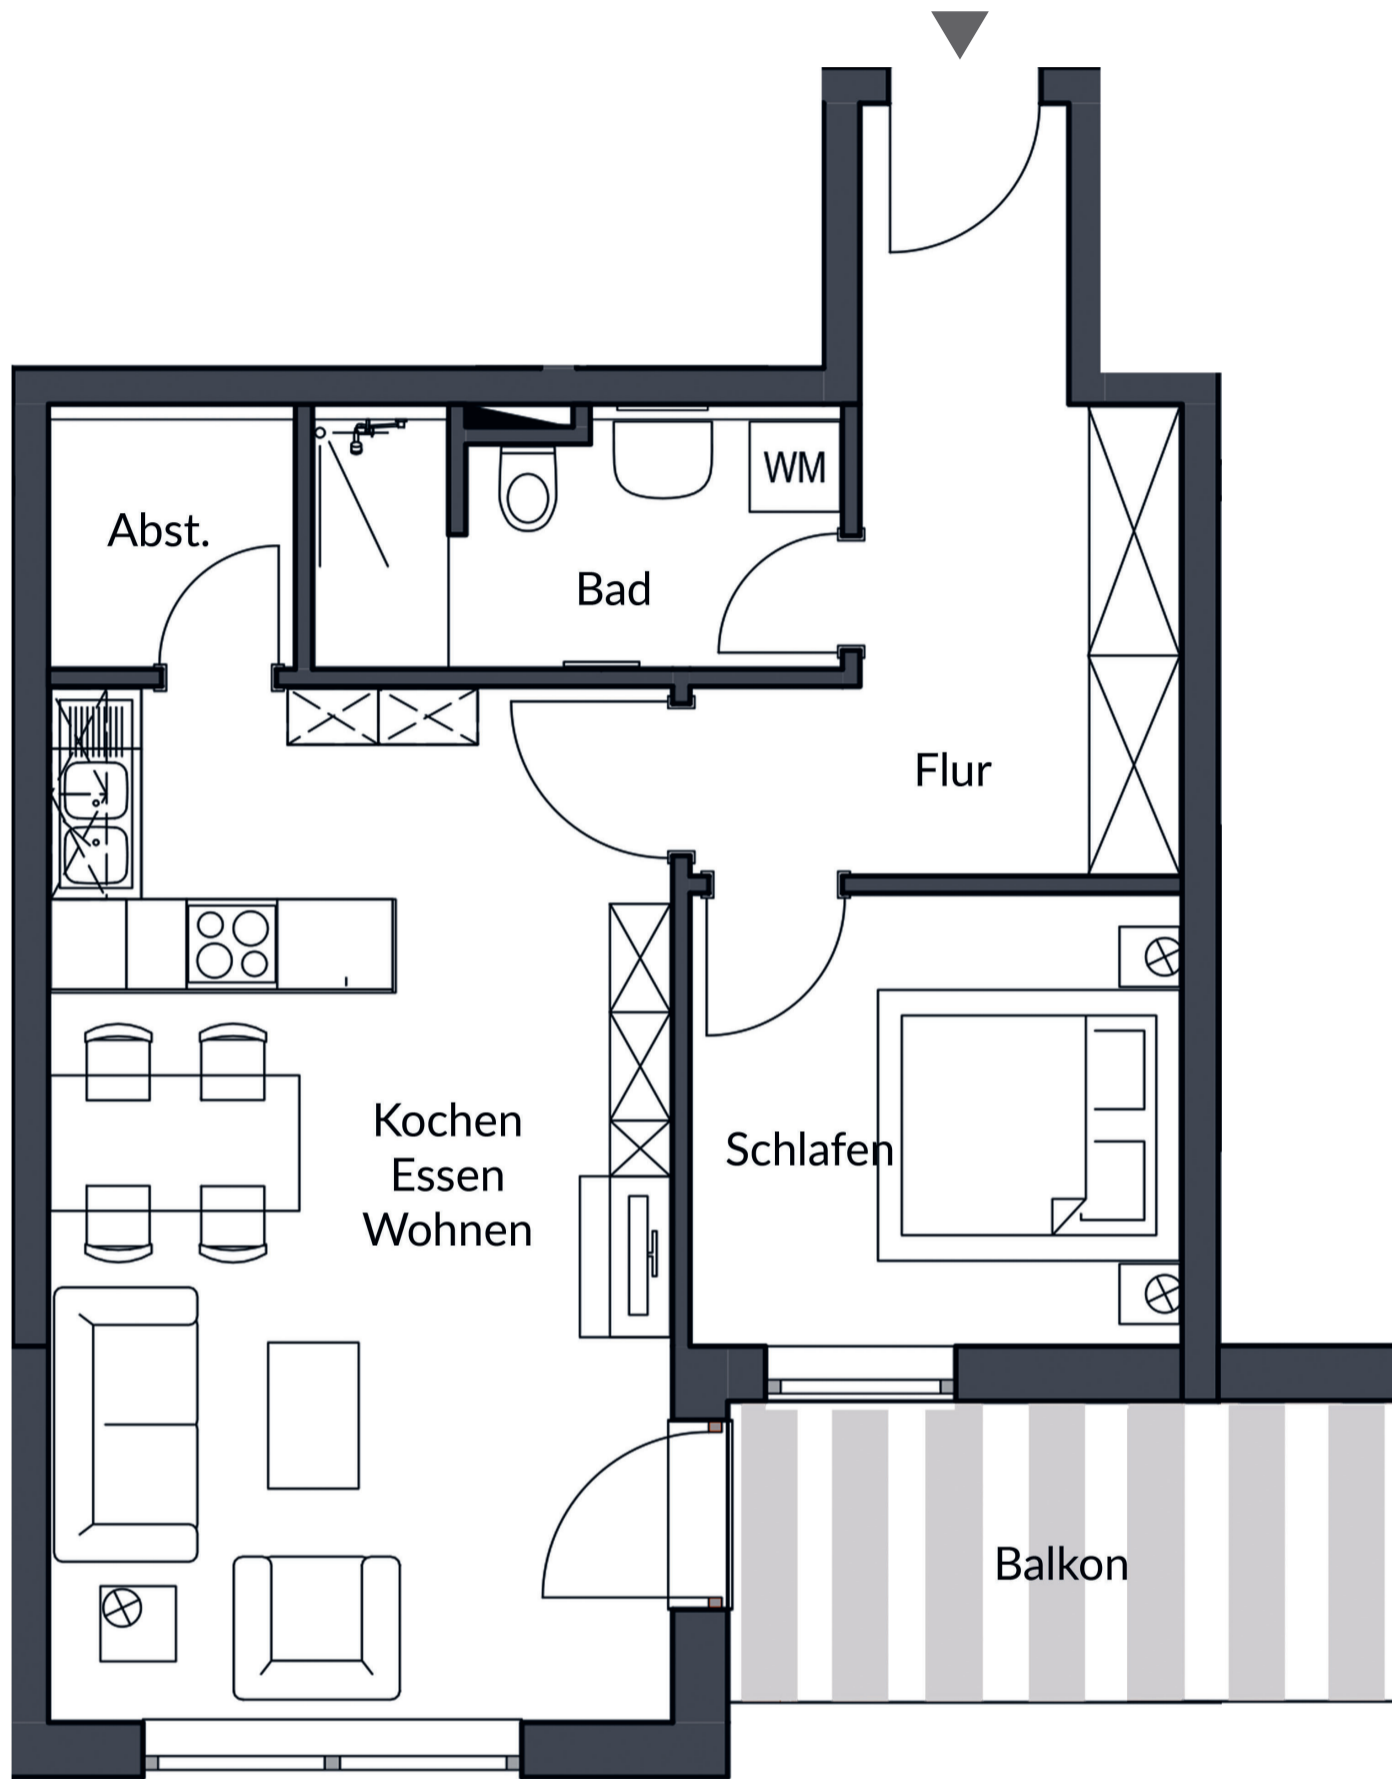 WM
Abst.
Bad
Flur
Kochen
Essen
Wohnen
Schlafen
Balkon